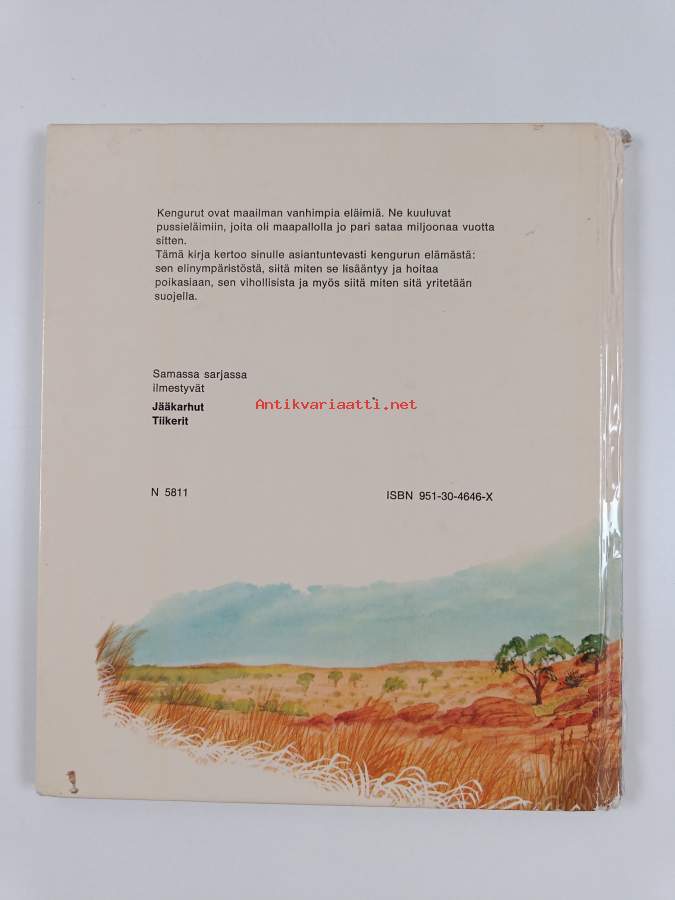 Kengurut ovat maailman vanhimpia eläimiä. Ne kuuluvat
pussieläimiin, joita oli maapallolla jo pari sataa miljoonaa vuotta
sitten.
Tämä kirja kertoo sinulle asiantuntevasti kengurun elämästä:
sen elinympäristöstä, siitä miten se lisääntyy ja hoitaa
poikasiaan, sen vihollisista ja myös siitä miten sitä yritetään
suojella.
Samassa sarjassa
ilmestyvät
Jääkarhut
Tiikerit
Antikvariaatti.net
N 5811
ISBN 951-30-4646-X